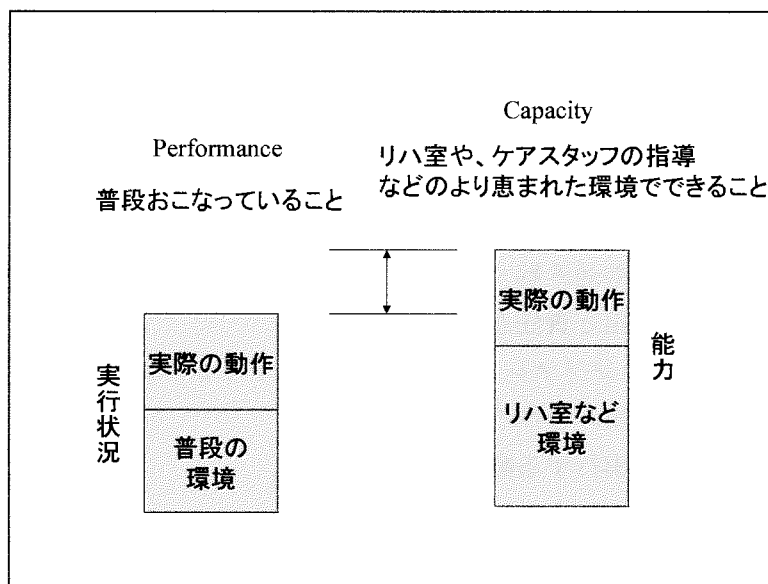 Performance
普段おこなっていること
Capacity
リハ室や、ケアスタッフの指導
などのより恵まれた環境でできること
実行状況
実際の動作
普段の
環境
実際の動作
リハ室など
環境
能力